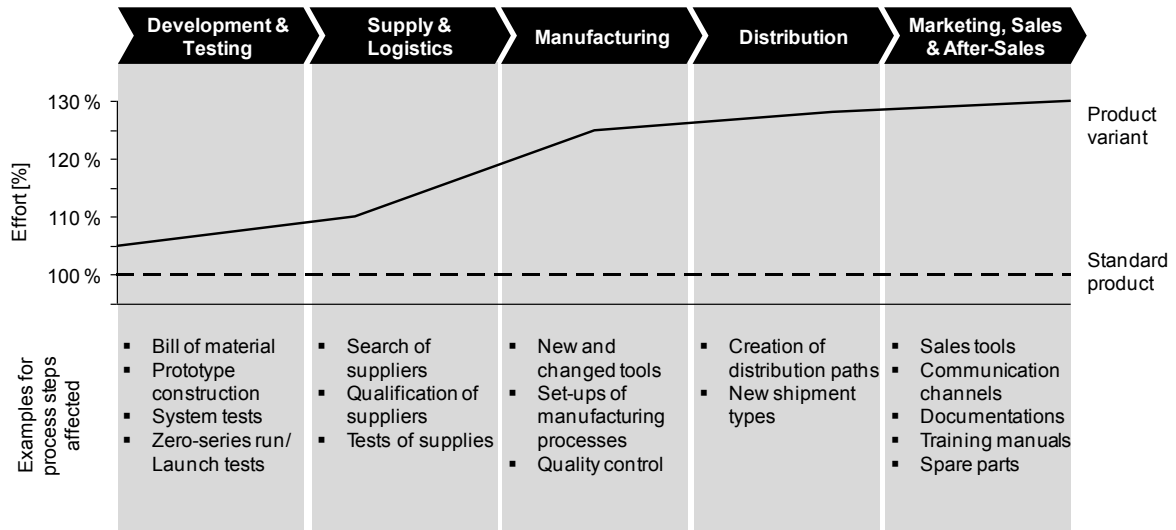 Development &
Testing
Supply &
Logistics
Manufacturing
Distribution
Marketing, Sales
& After-Sales
Effort [%]
130 %
120 %
110 %
100 %
Product
variant
Standard
product
Examples for
process steps
affected
▪ Bill of material
▪ Prototype
construction
▪ System tests
▪ Zero-series run/
Launch tests
▪ Search of
suppliers
▪ Qualification of
suppliers
▪ Tests of supplies
▪ New and
changed tools
▪ Set-ups of
manufacturing
processes
▪ Quality control
▪ Creation of
distribution paths
▪ New shipment
types
▪ Sales tools
▪ Communication
channels
▪ Documentations
▪ Training manuals
▪ Spare parts